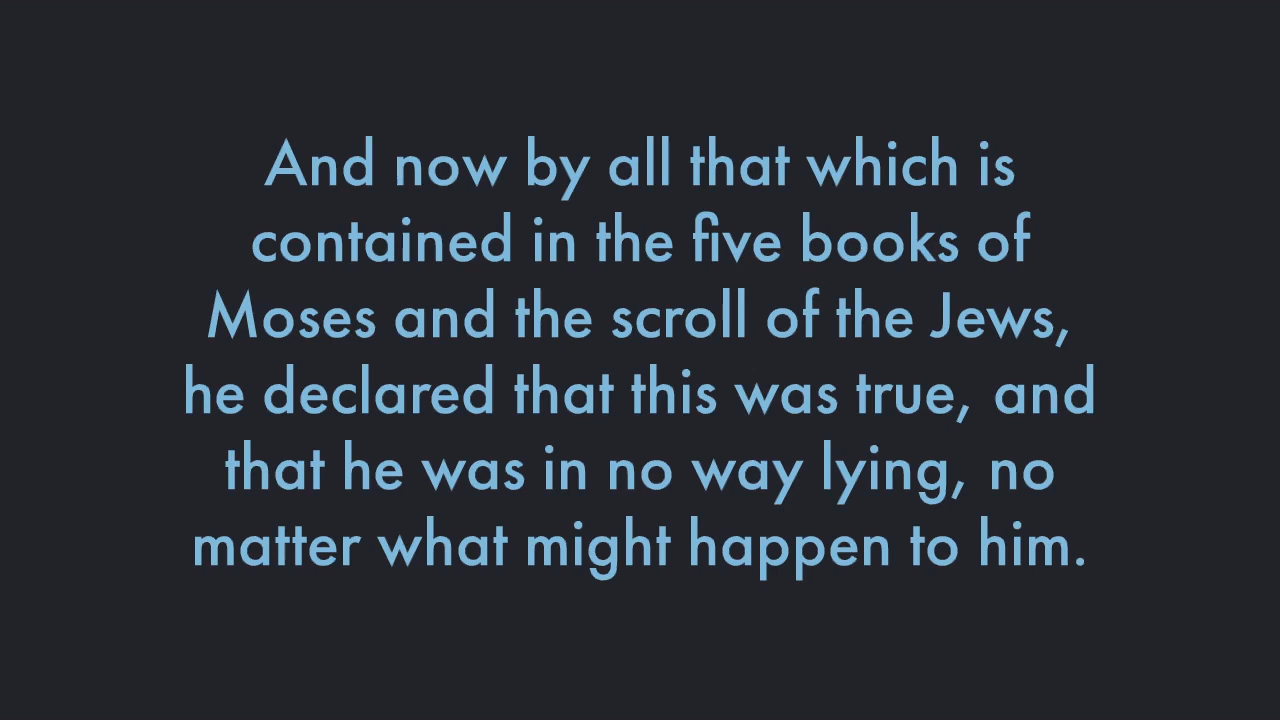 And now by all that which is
contained in the five books of
Moses and the scroll of the Jews,
he declared that this was true, and
that he was in no way lying, no
matter what might happen to him.